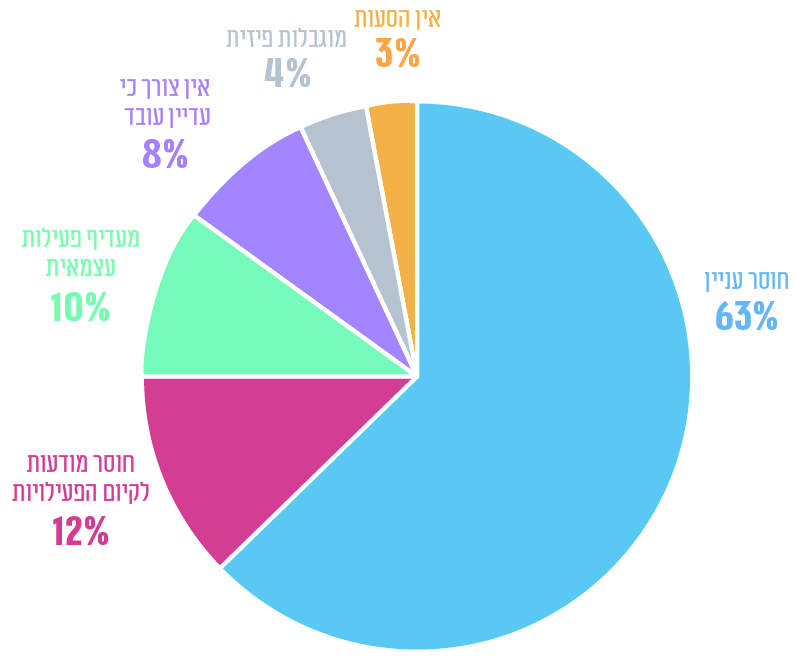 אין הסעות
3%
מוגבלות פיזית
4%
אין צורך כי
עדיין עובד
8%
מעדיף פעילות
עצמאית
10%
חוסר עניין
63%
חוסר מודעות
לקיום הפעילויות
12%